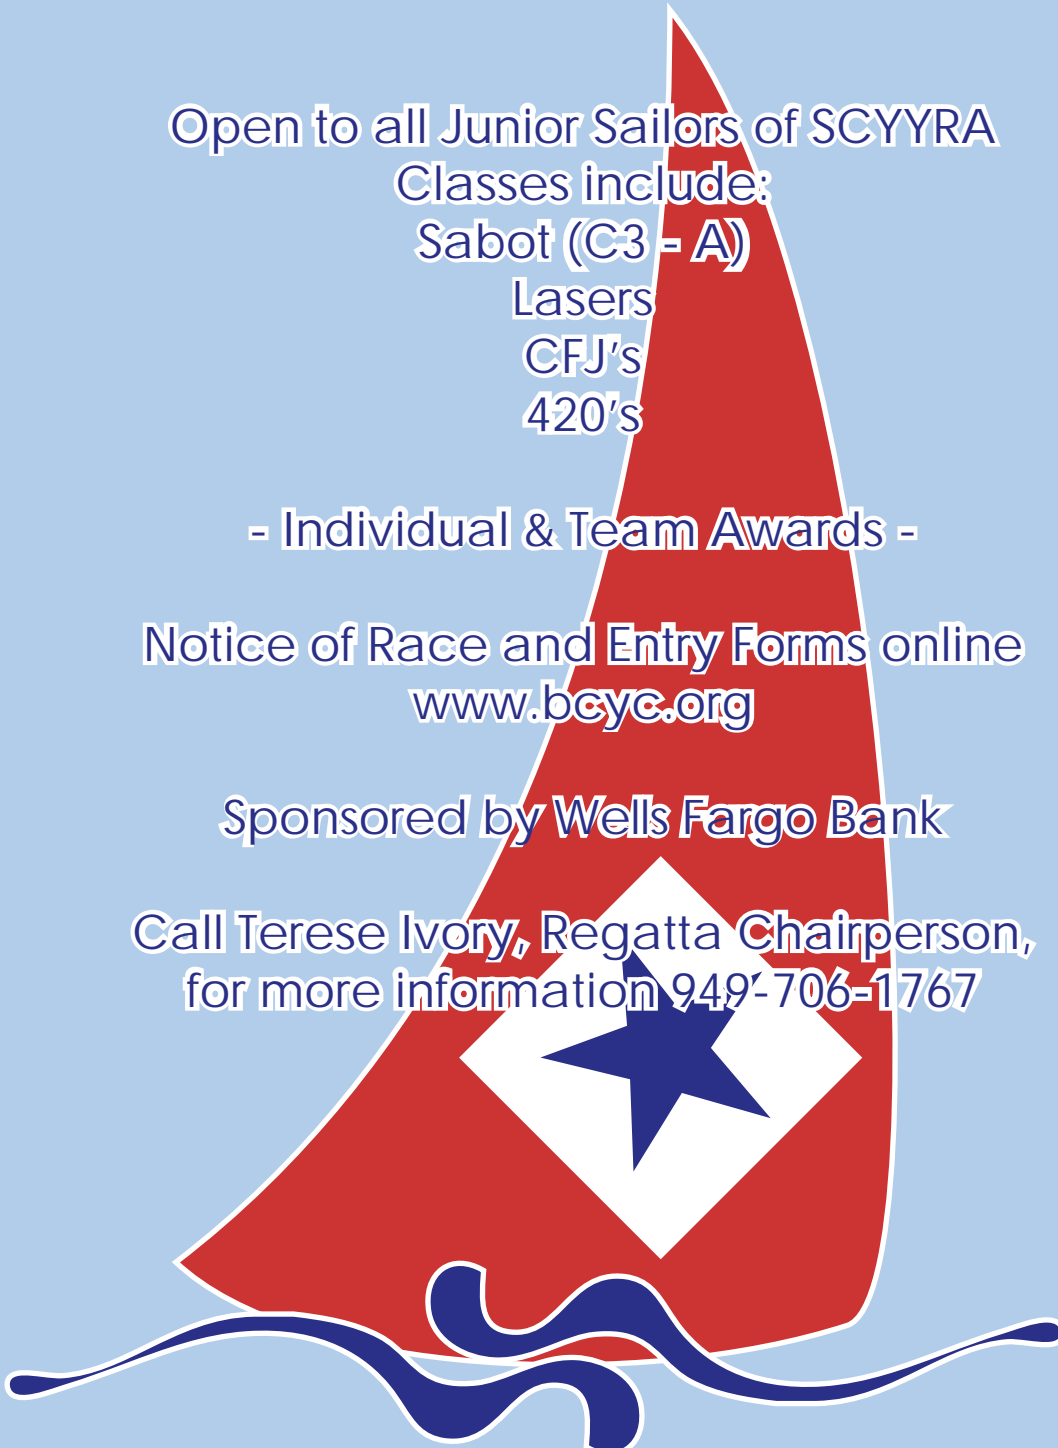 Open to all Junior Sailors of SCYYRA
Classes include:
Sabot (C3 - A)
Lasers
CFJ's
420's
- Individual & Team Awards -
Notice of Race and Entry Forms online
www.bcyc.org
Sponsored by Wells Fargo Bank
Call Terese Ivory, Regatta Chairperson,
for more information 949-706-1767